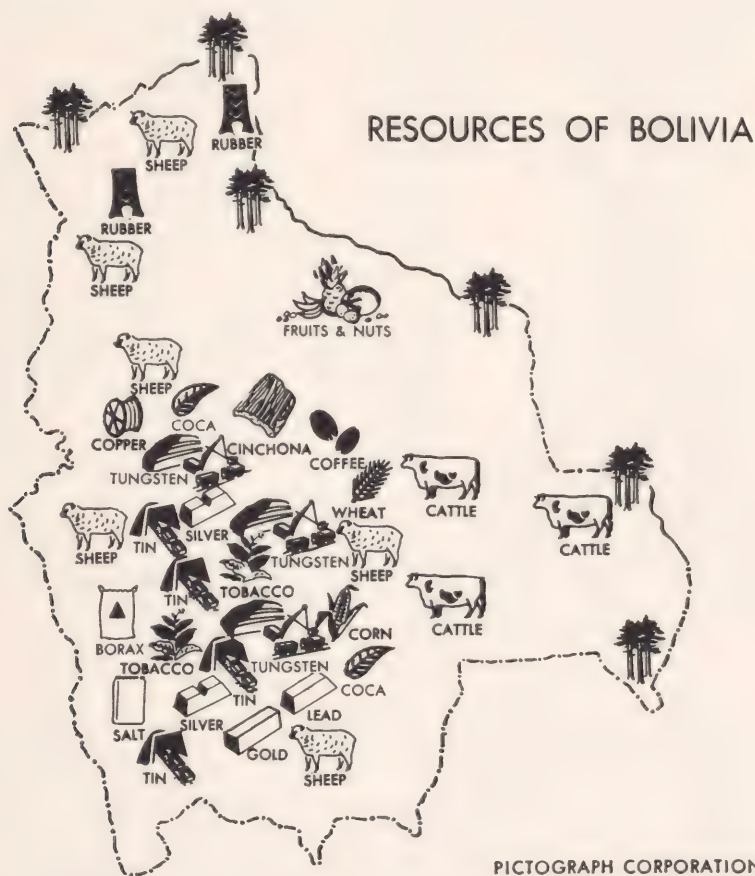 RESOURCES OF BOLIVIA
RUBBER
SHEEP
RUBBER
SHEEP
FRUITS & NUTS
SHEEP
COPPER
COCA
CINCHONA
COFFEE
TUNGSTEN
WHEAT
CATTLE
CATTLE
SHEEP
TIN
SILVER
TUNGSTEN
SHEEP
TIN
TOBACCO
CATTLE
BORAX
TOBACCO
TIN
TUNGSTEN
CORN
COCA
SALT
SILVER
LEAD
GOLD
TIN
SHEEP
PICTOGRAPH CORPORATION